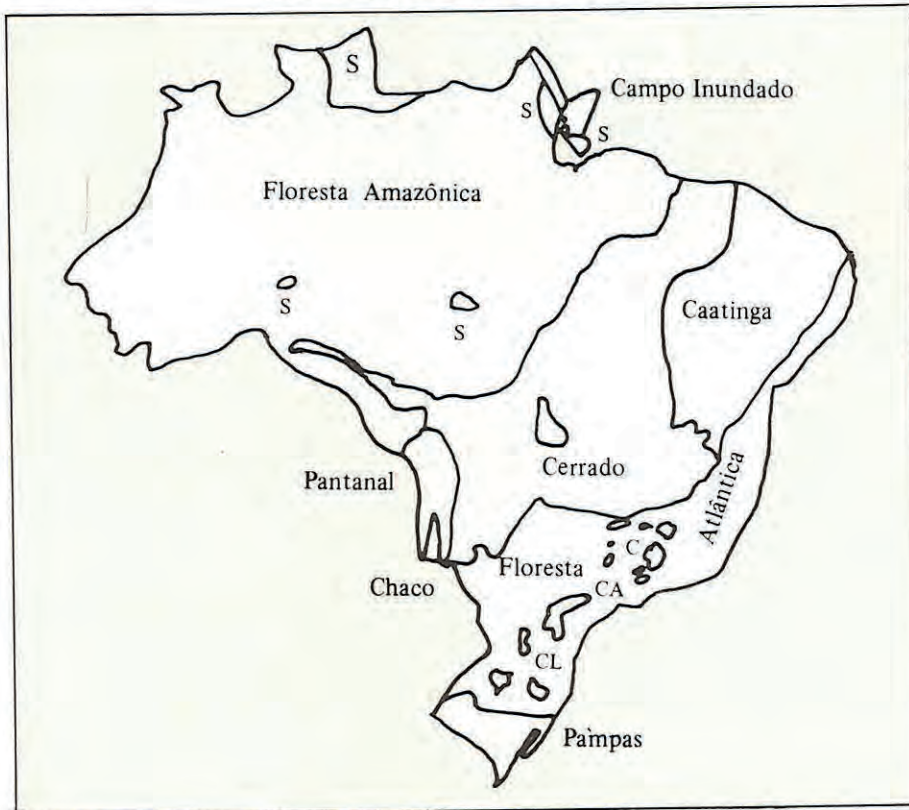 S
Campo Inundado
S
S
Floresta Amazônica
S
S
Caatinga
Cerrado
Pantanal
Atlântica
C
Floresta
Chaco
CA
CL
Pampas